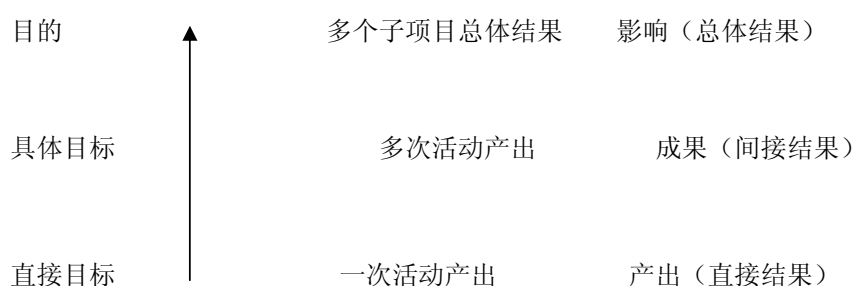 目的 多个子项目总体结果 影响（总体结果）
具体目标 多次活动产出 成果（间接结果）
直接目标 一次活动产出 产出（直接结果）